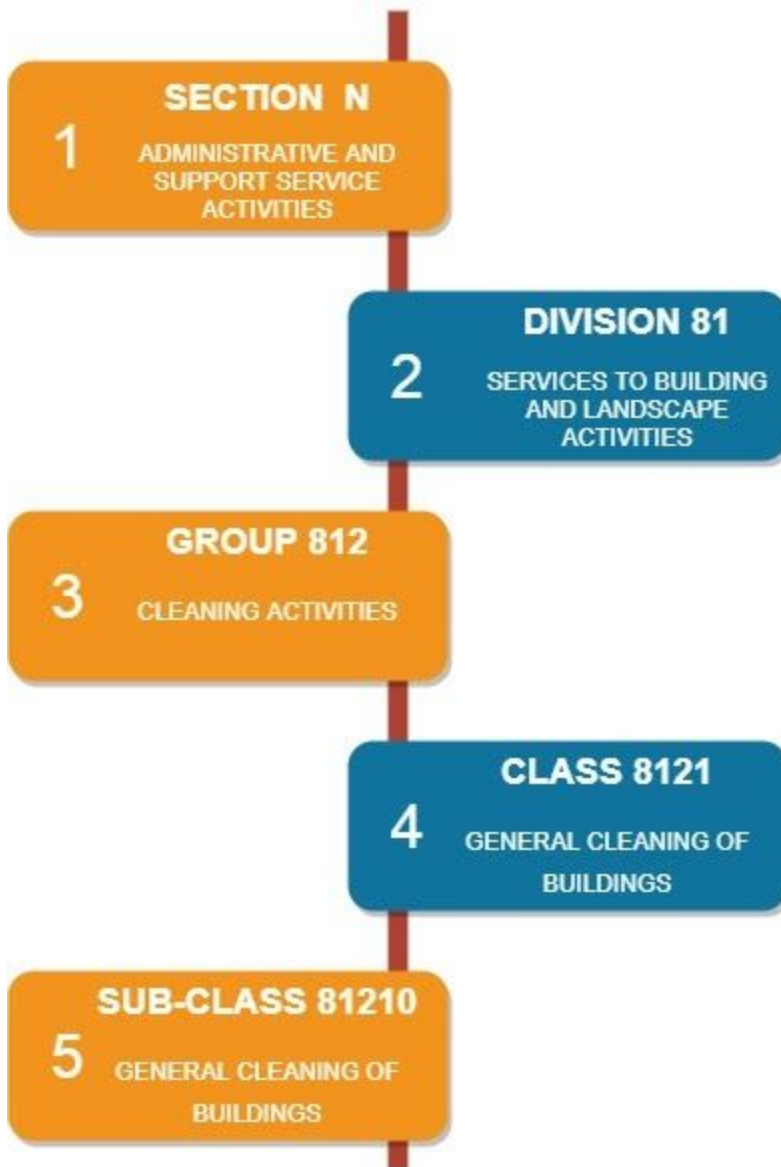 SECTION N
1
ADMINISTRATIVE AND
SUPPORT SERVICE
ACTIVITIES
DIVISION 81
2
SERVICES TO BUILDING
AND LANDSCAPE
ACTIVITIES
GROUP 812
3
CLEANING ACTIVITIES
CLASS 8121
4
GENERAL CLEANING OF
BUILDINGS
SUB-CLASS 81210
5
GENERAL CLEANING OF
BUILDINGS